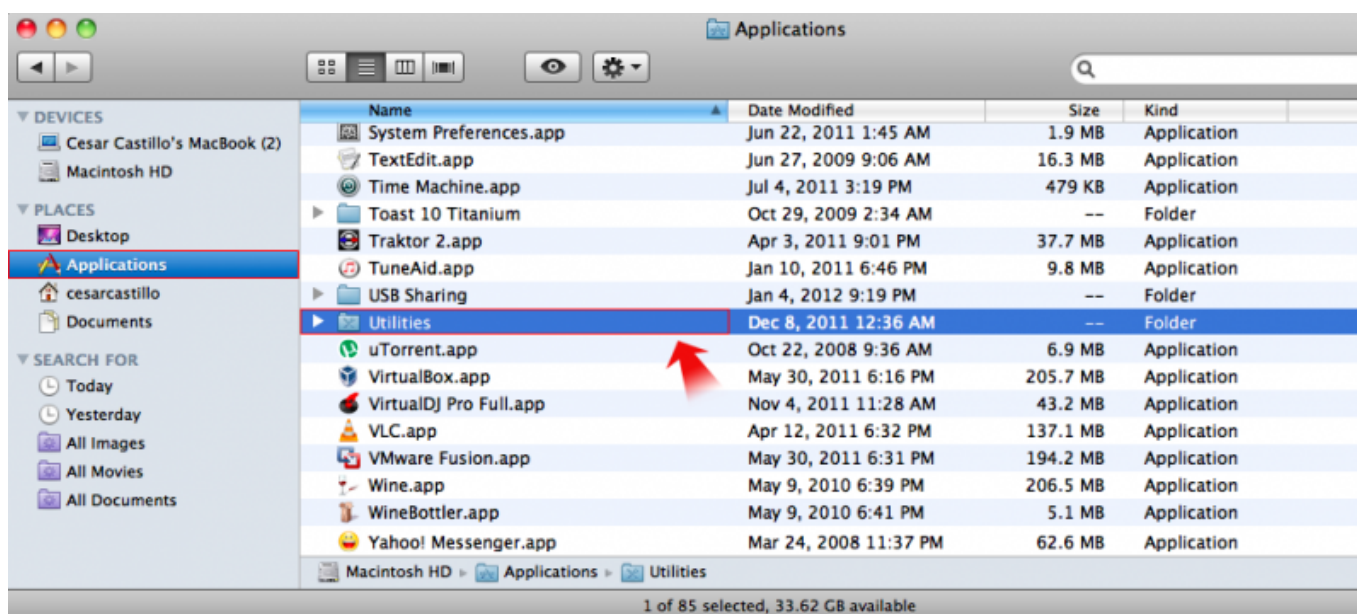 Applications
Name Date Modified Size Kind
DEVICES
Cesar Castillo's MacBook (2)
Macintosh HD
PLACES
Desktop
Applications
cesarcastillo
Documents
SEARCH FOR
Today
Yesterday
All Images
All Movies
All Documents
System Preferences.app Jun 22, 2011 1:45 AM 1.9 MB Application
TextEdit.app Jun 27, 2009 9:06 AM 16.3 MB Application
Time Machine.app Jul 4, 2011 3:19 PM 479 KB Application
Toast 10 Titanium Oct 29, 2009 2:34 AM -- Folder
Traktor 2.app Apr 3, 2011 9:01 PM 37.7 MB Application
TuneAid.app Jan 10, 2011 6:46 PM 9.8 MB Application
USB Sharing Jan 4, 2012 9:19 PM -- Folder
Utilities Dec 8, 2011 12:36 AM -- Folder
uTorrent.app Oct 22, 2008 9:36 AM 6.9 MB Application
VirtualBox.app May 30, 2011 6:16 PM 205.7 MB Application
VirtualDJ Pro Full.app Nov 4, 2011 11:28 AM 43.2 MB Application
VLC.app Apr 12, 2011 6:32 PM 137.1 MB Application
VMware Fusion.app May 30, 2011 6:31 PM 194.2 MB Application
Wine.app May 9, 2010 6:39 PM 206.5 MB Application
WineBottler.app May 9, 2010 6:41 PM 5.1 MB Application
Yahoo! Messenger.app Mar 24, 2008 11:37 PM 62.6 MB Application
Macintosh HD Applications Utilities
1 of 85 selected, 33.62 GB available